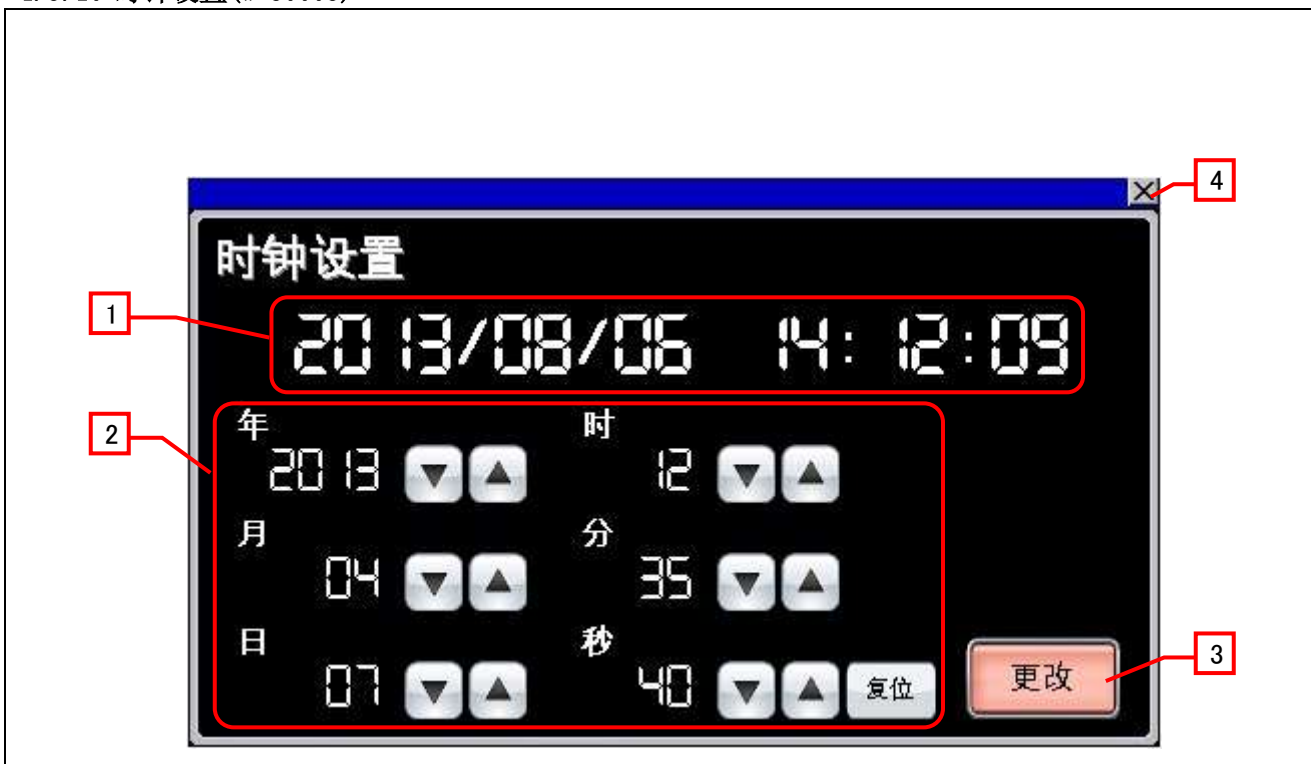 时钟设置
4
1
2013/08/06 14:12:09
2
年 时
2013 ▼ ▲ 12 ▼ ▲
月 分
04 ▼ ▲ 35 ▼ ▲
日 秒
07 ▼ ▲ 40 ▼ ▲ 复位
更改
3